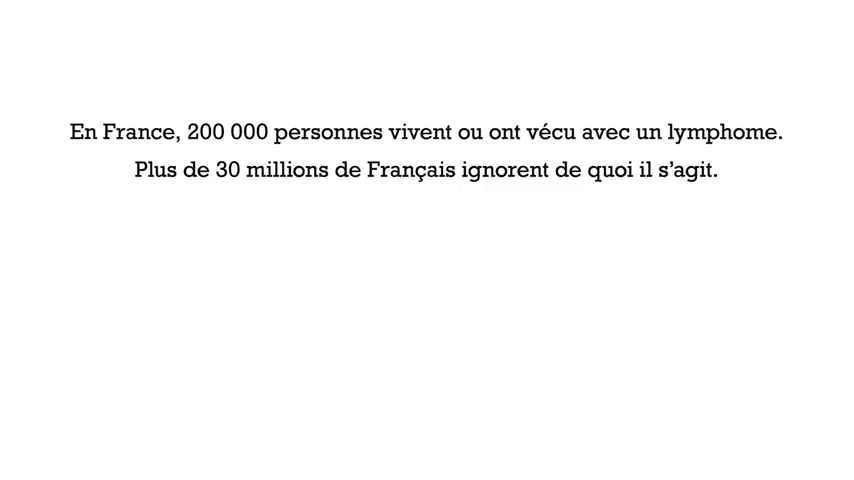 En France, 200 000 personnes vivent ou ont vécu avec un lymphome.
Plus de 30 millions de Français ignorent de quoi il s’agit.